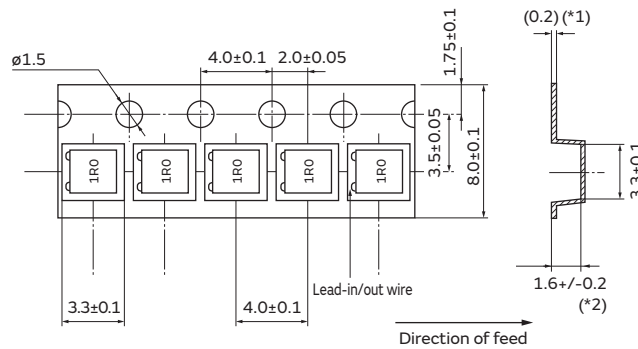 (0.2) (*1)
4.0±0.1
2.0±0.05
1.75±0.1
ø1.5
3.5±0.05
8.0±0.1
3.3±0.1
1R0
1R0
1R0
1R0
1R0
Lead-in/out wire
1.6+/-0.2
(*2)
3.3±0.1
4.0±0.1
Direction of feed